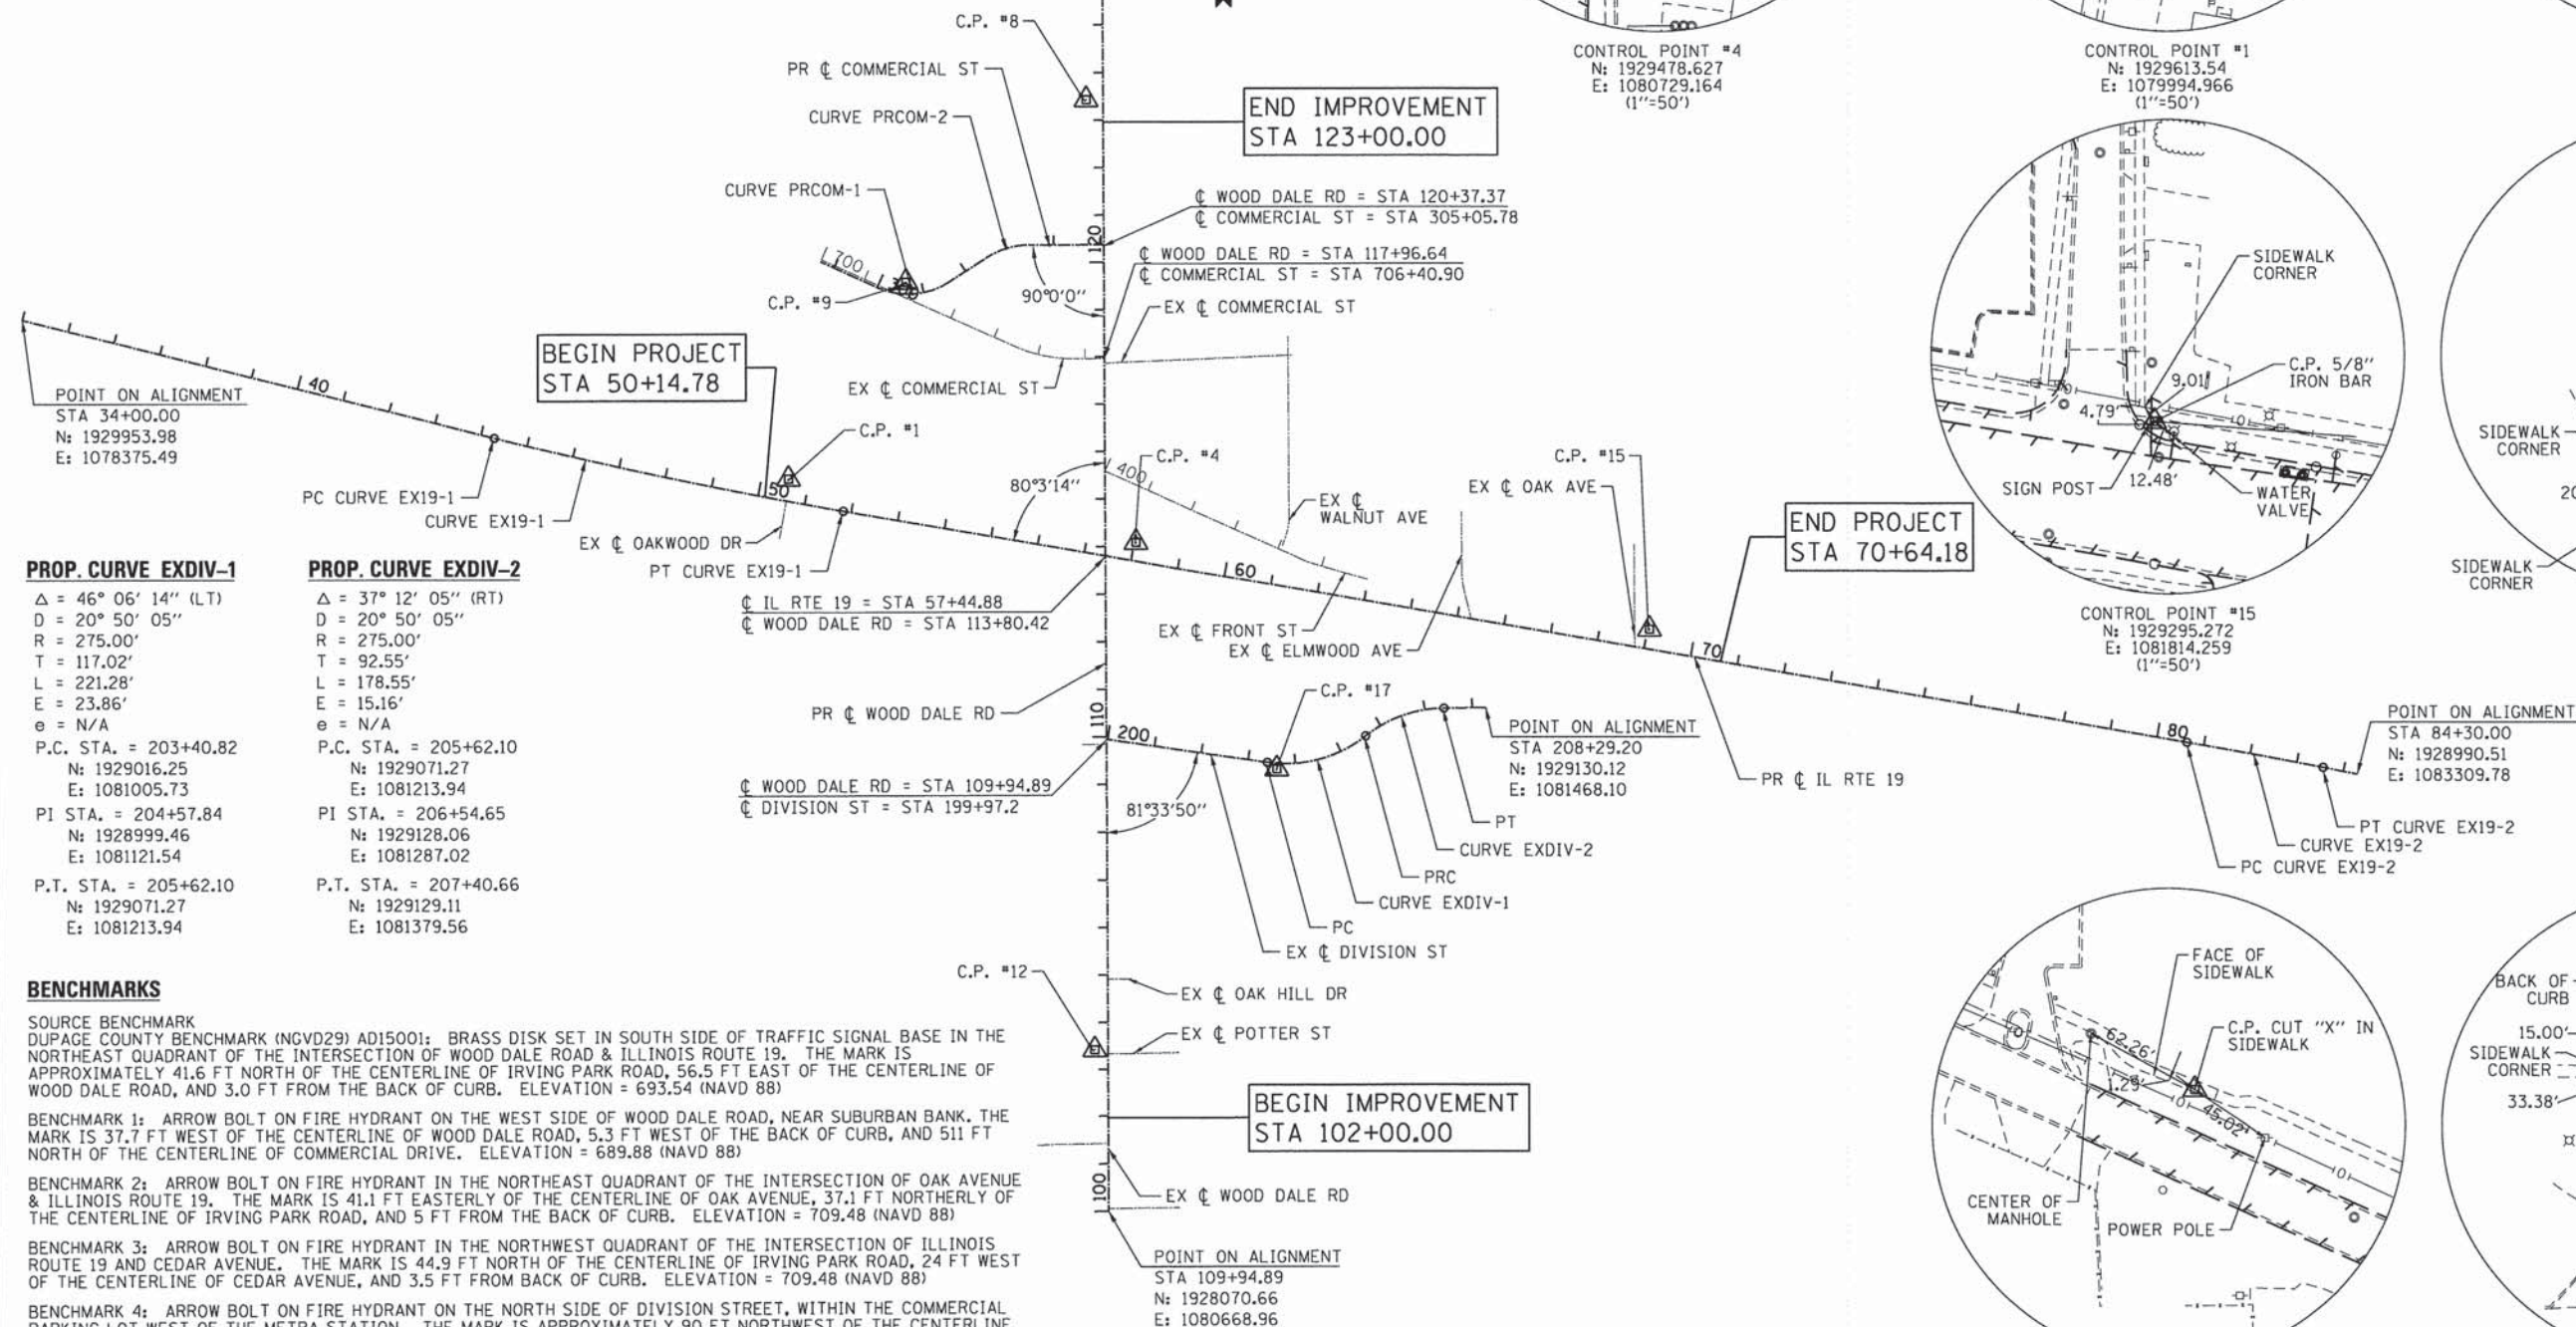 C.P. #8
PR ℄ COMMERCIAL ST
CURVE PRCOM-2
CURVE PRCOM-1
C.P. #9
END IMPROVEMENT
STA 123+00.00
℄ WOOD DALE RD = STA 120+37.37
℄ COMMERCIAL ST = STA 305+05.78
℄ WOOD DALE RD = STA 117+96.64
℄ COMMERCIAL ST = STA 706+40.90
EX ℄ COMMERCIAL ST
120
700
90°0'0"
EX ℄ COMMERCIAL ST
CONTROL POINT #4
N: 1929478.627
E: 1080729.164
(1"=50')
CONTROL POINT #1
N: 1929613.54
E: 1079994.966
(1"=50')
BEGIN PROJECT
STA 50+14.78
POINT ON ALIGNMENT
STA 34+00.00
N: 1929953.98
E: 1078375.49
40
PC CURVE EX19-1
CURVE EX19-1
C.P. #1
50
EX ℄ OAKWOOD DR
PT CURVE EX19-1
80°3'14"
400
C.P. #4
EX ℄
WALNUT AVE
C.P. #15
EX ℄ OAK AVE
END PROJECT
STA 70+64.18
60
℄ IL RTE 19 = STA 57+44.88
℄ WOOD DALE RD = STA 113+80.42
EX ℄ FRONT ST
EX ℄ ELMWOOD AVE
70
PR ℄ IL RTE 19
80
POINT ON ALIGNMENT
STA 84+30.00
N: 1928990.51
E: 1083309.78
PT CURVE EX19-2
CURVE EX19-2
PC CURVE EX19-2
PR ℄ WOOD DALE RD
110
200
C.P. #17
℄ WOOD DALE RD = STA 109+94.89
℄ DIVISION ST = STA 199+97.2
81°33'50"
POINT ON ALIGNMENT
STA 208+29.20
N: 1929130.12
E: 1081468.10
PT
CURVE EXDIV-2
PRC
CURVE EXDIV-1
PC
EX ℄ DIVISION ST
C.P. #12
EX ℄ OAK HILL DR
EX ℄ POTTER ST
BEGIN IMPROVEMENT
STA 102+00.00
100
EX ℄ WOOD DALE RD
POINT ON ALIGNMENT
STA 109+94.89
N: 1928070.66
E: 1080668.96
PROP. CURVE EXDIV-1
Δ = 46° 06' 14" (LT)
D = 20° 50' 05"
R = 275.00'
T = 117.02'
L = 221.28'
E = 23.86'
e = N/A
P.C. STA. = 203+40.82
N: 1929016.25
E: 1081005.73
PI STA. = 204+57.84
N: 1928999.46
E: 1081121.54
P.T. STA. = 205+62.10
N: 1929071.27
E: 1081213.94
PROP. CURVE EXDIV-2
Δ = 37° 12' 05" (RT)
D = 20° 50' 05"
R = 275.00'
T = 92.55'
L = 178.55'
E = 15.16'
e = N/A
P.C. STA. = 205+62.10
N: 1929071.27
E: 1081213.94
PI STA. = 206+54.65
N: 1929128.06
E: 1081287.02
P.T. STA. = 207+40.66
N: 1929129.11
E: 1081379.56
BENCHMARKS
SOURCE BENCHMARK
DUPAGE COUNTY BENCHMARK (NGVD29) AD15001: BRASS DISK SET IN SOUTH SIDE OF TRAFFIC SIGNAL BASE IN THE
NORTHEAST QUADRANT OF THE INTERSECTION OF WOOD DALE ROAD & ILLINOIS ROUTE 19. THE MARK IS
APPROXIMATELY 41.6 FT NORTH OF THE CENTERLINE OF IRVING PARK ROAD, 56.5 FT EAST OF THE CENTERLINE OF
WOOD DALE ROAD, AND 3.0 FT FROM THE BACK OF CURB. ELEVATION = 693.54 (NAVD 88)
BENCHMARK 1: ARROW BOLT ON FIRE HYDRANT ON THE WEST SIDE OF WOOD DALE ROAD, NEAR SUBURBAN BANK. THE
MARK IS 37.7 FT WEST OF THE CENTERLINE OF WOOD DALE ROAD, 5.3 FT WEST OF THE BACK OF CURB, AND 511 FT
NORTH OF THE CENTERLINE OF COMMERCIAL DRIVE. ELEVATION = 689.88 (NAVD 88)
BENCHMARK 2: ARROW BOLT ON FIRE HYDRANT IN THE NORTHEAST QUADRANT OF THE INTERSECTION OF OAK AVENUE
& ILLINOIS ROUTE 19. THE MARK IS 41.1 FT EASTERLY OF THE CENTERLINE OF OAK AVENUE, 37.1 FT NORTHERLY OF
THE CENTERLINE OF IRVING PARK ROAD, AND 5 FT FROM THE BACK OF CURB. ELEVATION = 709.48 (NAVD 88)
BENCHMARK 3: ARROW BOLT ON FIRE HYDRANT IN THE NORTHWEST QUADRANT OF THE INTERSECTION OF ILLINOIS
ROUTE 19 AND CEDAR AVENUE. THE MARK IS 44.9 FT NORTH OF THE CENTERLINE OF IRVING PARK ROAD, 24 FT WEST
OF THE CENTERLINE OF CEDAR AVENUE, AND 3.5 FT FROM BACK OF CURB. ELEVATION = 709.48 (NAVD 88)
BENCHMARK 4: ARROW BOLT ON FIRE HYDRANT ON THE NORTH SIDE OF DIVISION STREET, WITHIN THE COMMERCIAL
PARKING LOT WEST OF THE METRA STATION. THE MARK IS APPROXIMATELY 90 FT NORTHWEST OF THE CENTERLINE
SIDEWALK
CORNER
C.P. 5/8"
IRON BAR
9.01'
4.79'
12.48'
SIGN POST
WATER
VALVE
CONTROL POINT #15
N: 1929295.272
E: 1081814.259
(1"=50')
SIDEWALK
CORNER
20
SIDEWALK
CORNER
FACE OF
SIDEWALK
C.P. CUT "X" IN
SIDEWALK
62.26'
1.29'
45.02'
CENTER OF
MANHOLE
POWER POLE
BACK OF
CURB
15.00'
SIDEWALK
CORNER
33.38'